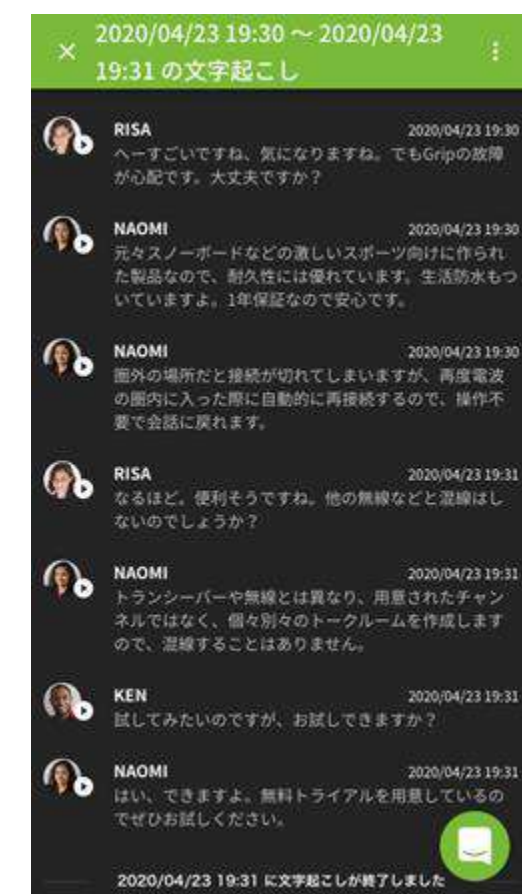 2020/04/23 19:30 ～ 2020/04/23
19:31 の文字起こし
RISA 2020/04/23 19:30
へーすごいですね、気になりますね。でもGripの故障
が心配です。大丈夫ですか？
NAOMI 2020/04/23 19:30
元々スノーボードなどの激しいスポーツ向けに作られ
た製品なので、耐久性には優れています。生活防水もつ
いていますよ。1年保証なので安心です。
NAOMI 2020/04/23 19:30
圏外の場所だと接続が切れてしまいますが、再度電波
の圏内に入った際に自動的に再接続するので、操作不
要で会話に戻れます。
RISA 2020/04/23 19:31
なるほど。便利そうですね。他の無線などと混線はし
ないのでしょうか？
NAOMI 2020/04/23 19:31
トランシーバーや無線とは異なり、用意されたチャン
ネルではなく、個々別々のトークルームを作成します
ので、混線することはありません。
KEN 2020/04/23 19:31
試してみたいのですが、お試しできますか？
NAOMI 2020/04/23 19:31
はい、できますよ。無料トライアルを用意しているの
でぜひお試しください。
2020/04/23 19:31 に文字起こしが終了しました